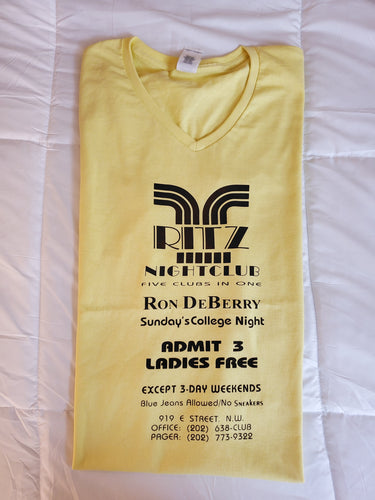 RITZ
NIGHTCLUB
FIVE CLUBS IN ONE
RON DEBERRY
Sunday's College Night
ADMIT 3
LADIES FREE
EXCEPT 3-DAY WEEKENDS
Blue Jeans Allowed/No SNEAKERS
919 E STREET. N.W.
OFFICE: (202) 638-CLUB
PAGER: (202) 773-9322